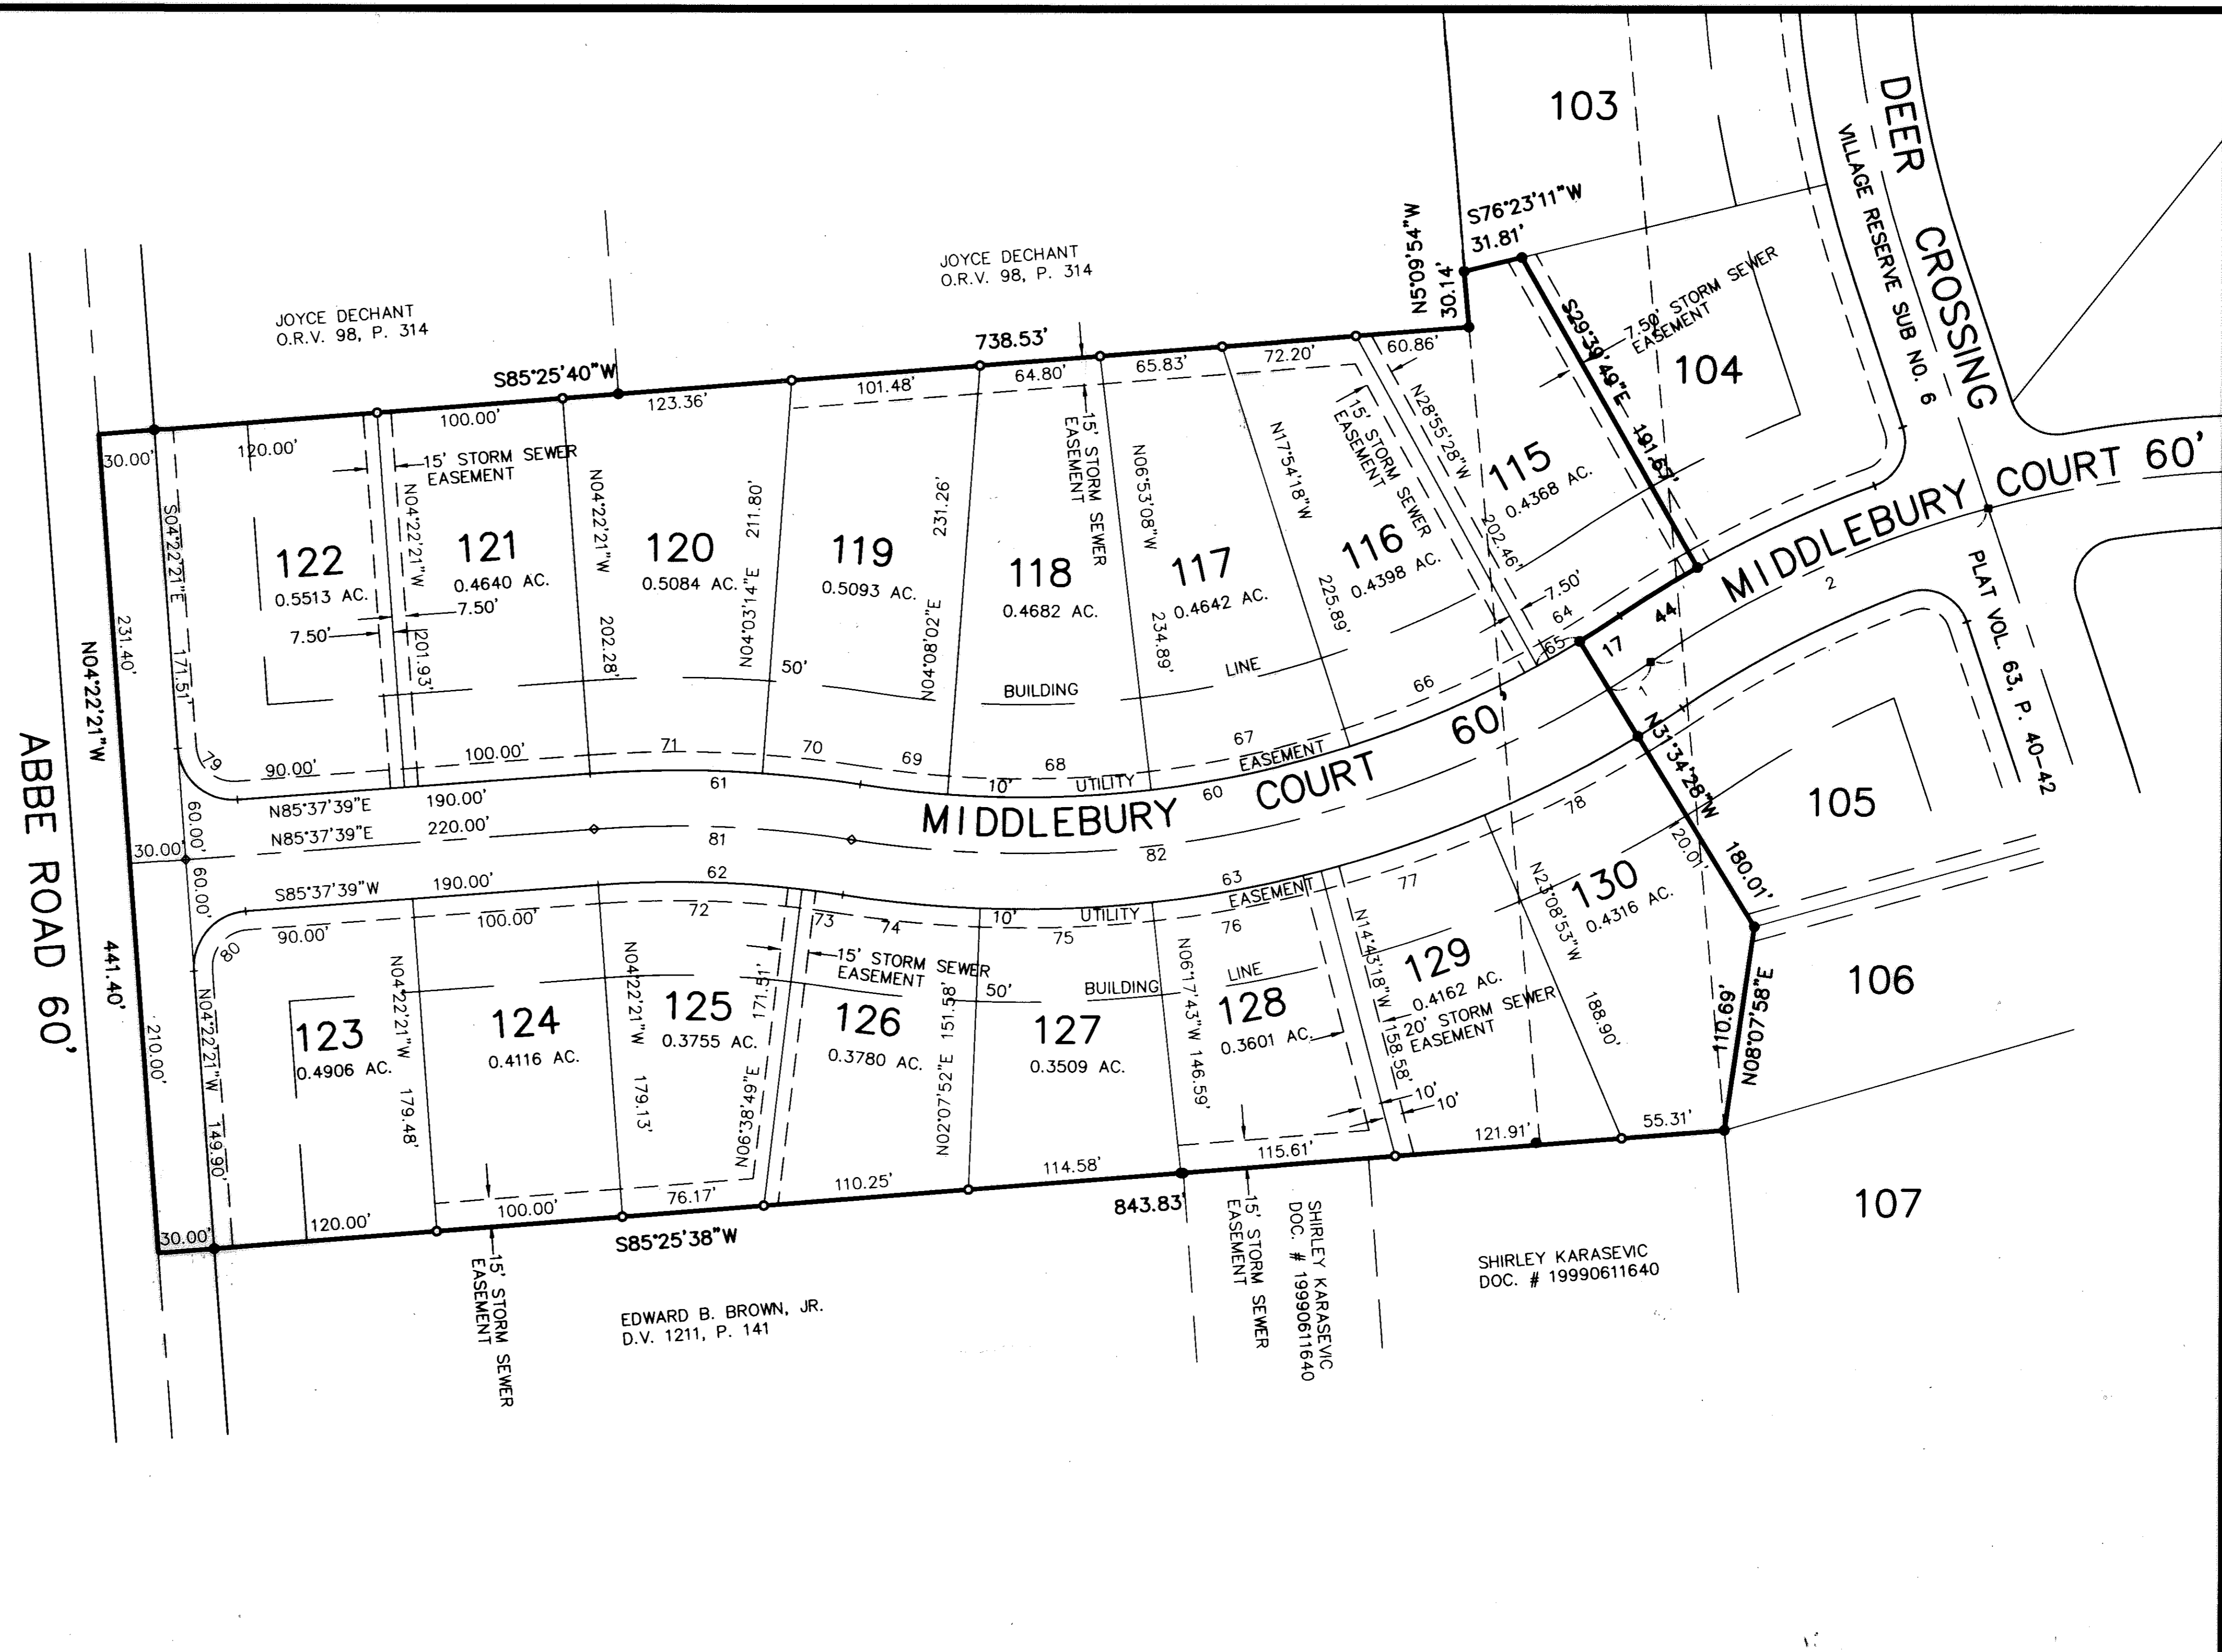 103
DEER CROSSING
VILLAGE RESERVE SUB NO. 6
PLAT VOL. 63, P. 40-42
S76°23'11"W
31.81'
N5°09'54"W
30.14'
7.50' STORM SEWER
EASEMENT
S29°39'49"E 191.65'
104
JOYCE DECHANT
O.R.V. 98, P. 314
JOYCE DECHANT
O.R.V. 98, P. 314
738.53'
S85°25'40"W
30.00'
120.00'
100.00'
123.36'
101.48'
64.80'
65.83'
72.20'
60.86'
15' STORM SEWER
EASEMENT
15' STORM SEWER
EASEMENT
15' STORM SEWER
EASEMENT
231.40'
S04°22'21"E 171.51'
122
0.5513 AC.
7.50'
7.50'
N04°22'21"W 201.93'
121
0.4640 AC.
N04°22'21"W 202.28'
120
0.5084 AC.
N04°03'14"E 211.80'
119
0.5093 AC.
N04°08'02"E 231.26'
118
0.4682 AC.
N06°53'08"W 234.89'
117
0.4642 AC.
N17°54'18"W 225.89'
116
0.4398 AC.
N28°55'28"W 202.46'
115
0.4368 AC.
7.50'
50'
BUILDING
LINE
64
65
44
17
1
2
66
67
68
69
70
71
79
90.00'
100.00'
10'
UTILITY
EASEMENT
N85°37'39"E 190.00'
61
60
MIDDLEBURY COURT 60'
MIDDLEBURY COURT 60'
N85°37'39"E 220.00'
81
82
30.00'
60.00'
60.00'
S85°37'39"W 190.00'
62
63
80
90.00'
100.00'
72
73
74
75
76
77
78
10'
UTILITY
EASEMENT
N04°22'21"W
441.40'
ABBE ROAD 60'
210.00'
N04°22'21"W 149.90'
123
0.4906 AC.
N04°22'21"W 179.48'
124
0.4116 AC.
N04°22'21"W 179.13'
125
0.3755 AC.
N06°38'49"E 171.51'
15' STORM SEWER
EASEMENT
126
0.3780 AC.
N02°07'52"E 151.58'
50'
BUILDING
LINE
127
0.3509 AC.
N06°17'43"W 146.59'
128
0.3601 AC.
N14°43'18"W 158.58'
129
0.4162 AC.
20' STORM SEWER
EASEMENT
10'
10'
N23°08'53"W 188.90'
130
0.4316 AC.
120.01'
N31°34'28"W 180.01'
105
106
110.69'
N08°07'58"E
107
30.00'
120.00'
100.00'
76.17'
110.25'
114.58'
115.61'
121.91'
55.31'
843.83'
S85°25'38"W
15' STORM SEWER
EASEMENT
15' STORM SEWER
EASEMENT
SHIRLEY KARASEVIC
DOC. # 19990611640
SHIRLEY KARASEVIC
DOC. # 19990611640
EDWARD B. BROWN, JR.
D.V. 1211, P. 141